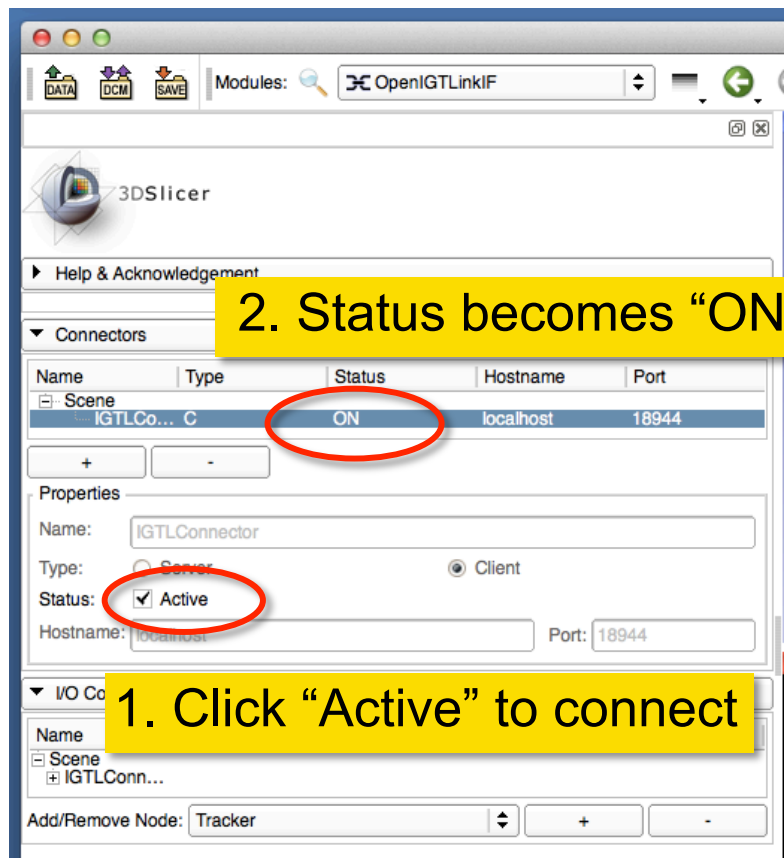 DATA DCM SAVE Modules: OpenIGTLinkIF
3DSlicer
Help & Acknowledgement
2. Status becomes “ON
Connectors
Name Type Status Hostname Port
Scene
IGTLCo... C ON localhost 18944
+ -
Properties
Name: IGTLConnector
Type: Server Client
Status: Active
Hostname: localhost Port: 18944
I/O Co
1. Click “Active” to connect
Name
Scene
IGTLConn...
Add/Remove Node: Tracker + -